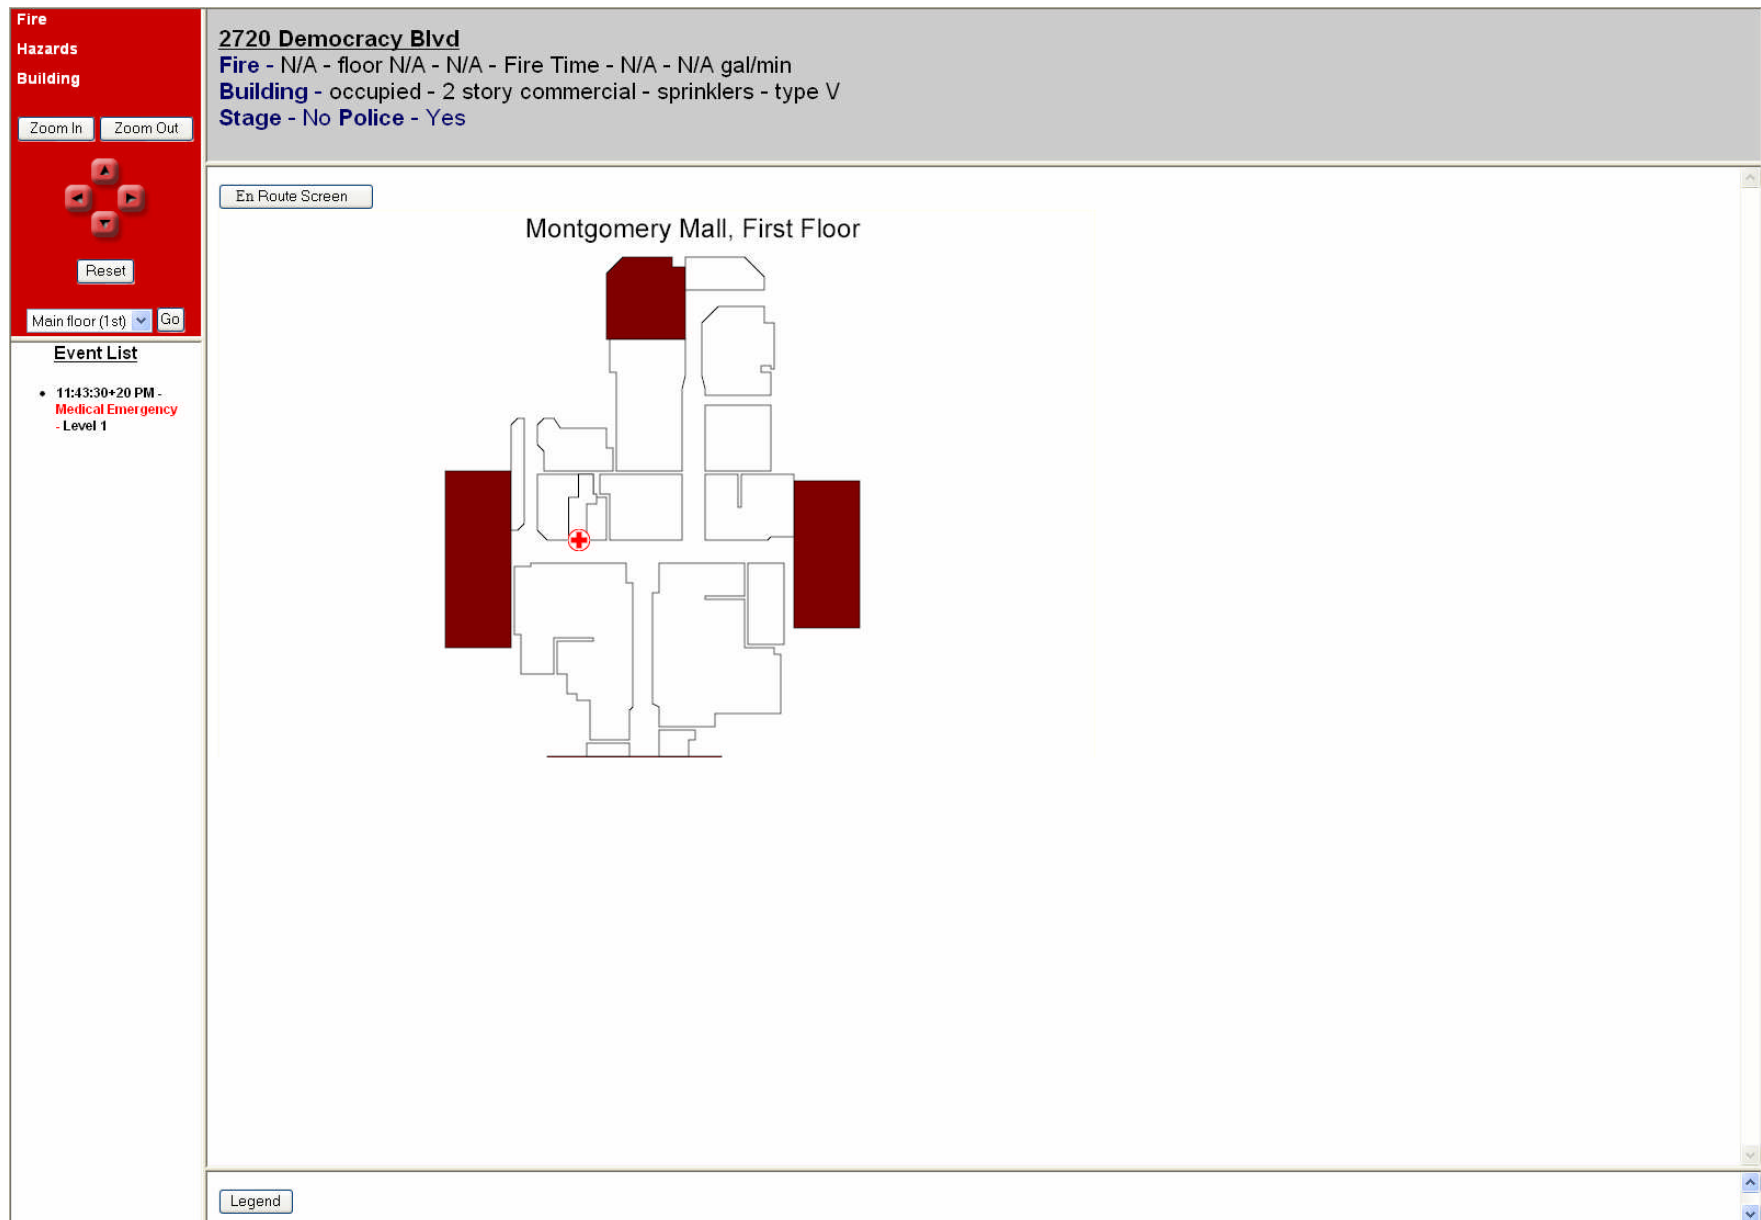 Fire
Hazards
Building
Zoom In
Zoom Out
Reset
Main floor (1st)
Go
Event List
11:43:30+20 PM -
Medical Emergency
- Level 1
2720 Democracy Blvd
Fire - N/A - floor N/A - N/A - Fire Time - N/A - N/A gal/min
Building - occupied - 2 story commercial - sprinklers - type V
Stage - No Police - Yes
En Route Screen
Montgomery Mall, First Floor
Legend